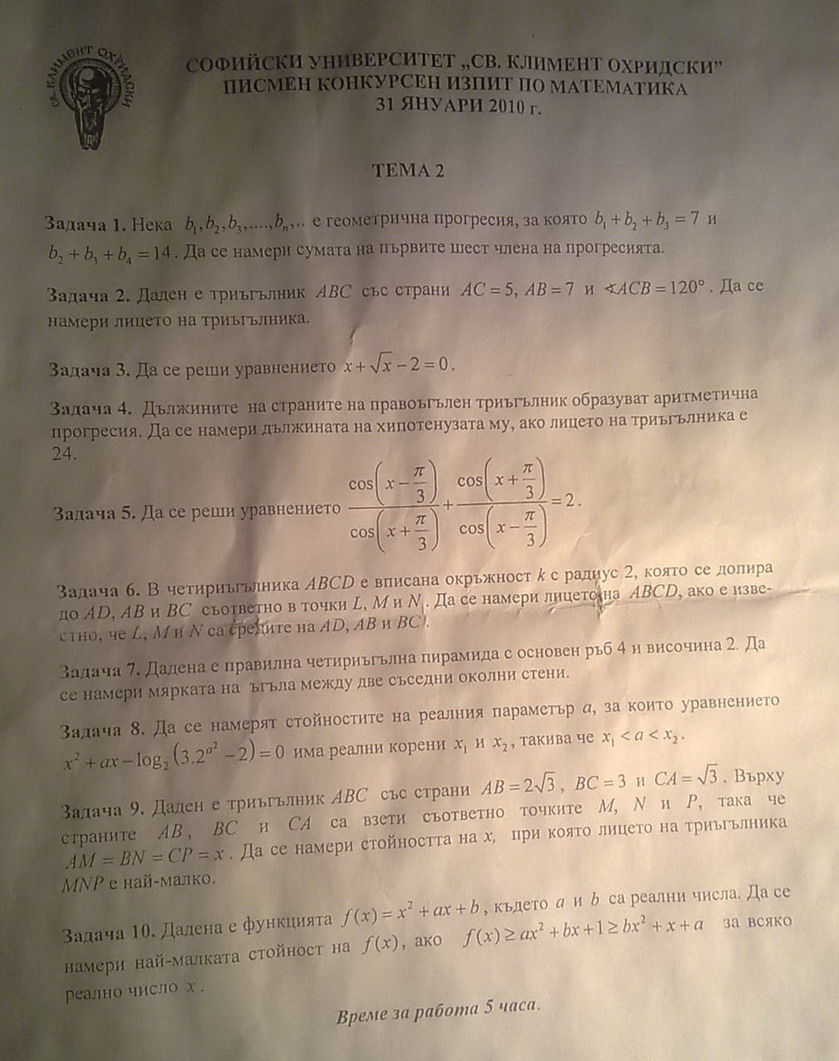 СВ. КЛИМЕНТ ОХРИДСКИ
СОФИЙСКИ УНИВЕРСИТЕТ „СВ. КЛИМЕНТ ОХРИДСКИ”
ПИСМЕН КОНКУРСЕН ИЗПИТ ПО МАТЕМАТИКА
31 ЯНУАРИ 2010 г.
ТЕМА 2
Задача 1. Нека b₁,b₂,b₃,....,bₙ,.. е геометрична прогресия, за която b₁ + b₂ + b₃ = 7 и
b₂ + b₃ + b₄ = 14. Да се намери сумата на първите шест члена на прогресията.
Задача 2. Даден е триъгълник ABC със страни AC = 5, AB = 7 и ∢ACB = 120°. Да се
намери лицето на триъгълника.
Задача 3. Да се реши уравнението x + √x − 2 = 0.
Задача 4. Дължините на страните на правоъгълен триъгълник образуват аритметична
прогресия. Да се намери дължината на хипотенузата му, ако лицето на триъгълника е
24.
Задача 5. Да се реши уравнението cos(x − π/3)/cos(x + π/3) + cos(x + π/3)/cos(x − π/3) = 2.
Задача 6. В четириъгълника ABCD е вписана окръжност k с радиус 2, която се допира
до AD, AB и BC съответно в точки L, M и N. Да се намери лицето на ABCD, ако е изве-
стно, че L, M и N са средите на AD, AB и BC.
Задача 7. Дадена е правилна четириъгълна пирамида с основен ръб 4 и височина 2. Да
се намери мярката на ъгъла между две съседни околни стени.
Задача 8. Да се намерят стойностите на реалния параметър a, за които уравнението
x² + ax − log₂(3.2^(a²) − 2) = 0 има реални корени x₁ и x₂, такива че x₁ < a < x₂.
Задача 9. Даден е триъгълник ABC със страни AB = 2√3, BC = 3 и CA = √3. Върху
страните AB, BC и CA са взети съответно точките M, N и P, така че
AM = BN = CP = x. Да се намери стойността на x, при която лицето на триъгълника
MNP е най-малко.
Задача 10. Дадена е функцията f(x) = x² + ax + b, където a и b са реални числа. Да се
намери най-малката стойност на f(x), ако f(x) ≥ ax² + bx + 1 ≥ bx² + x + a за всяко
реално число x.
Време за работа 5 часа.